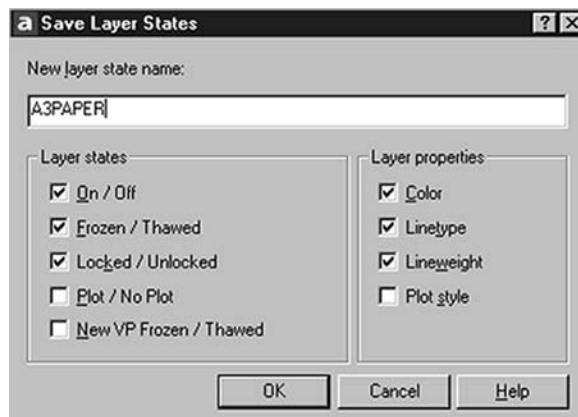 a Save Layer States ? X
New layer state name:
A3PAPER
Layer states
On / Off
Frozen / Thawed
Locked / Unlocked
Plot / No Plot
New VP Frozen / Thawed
Layer properties
Color
Linetype
Lineweight
Plot style
OK Cancel Help